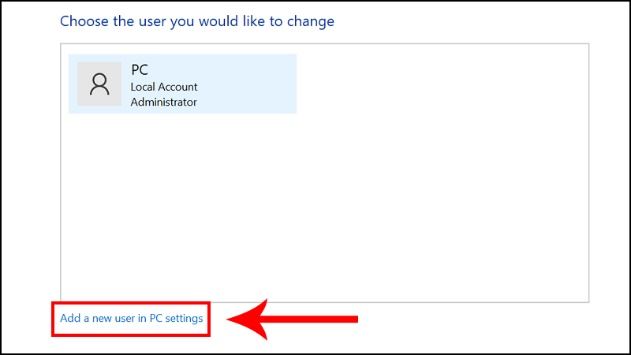 Choose the user you would like to change
PC
Local Account
Administrator
Add a new user in PC settings